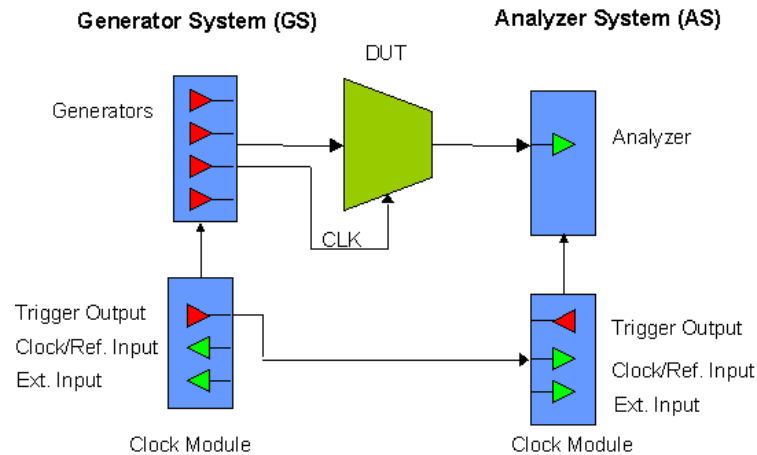 Generator System (GS)
Analyzer System (AS)
DUT
Generators
Analyzer
CLK
Trigger Output
Clock/Ref. Input
Ext. Input
Trigger Output
Clock/Ref. Input
Ext. Input
Clock Module
Clock Module